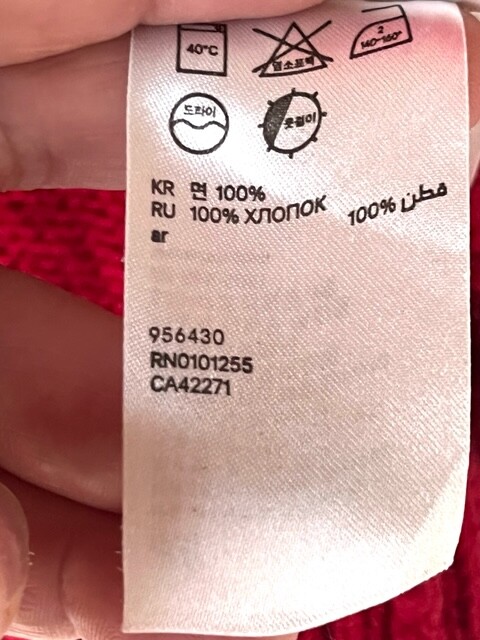 40°C
염소표백
2
140~160°
드라이
옷걸이
KR 면 100%
RU 100% ХЛОПОК
ar 100% قطن
956430
RN0101255
CA42271